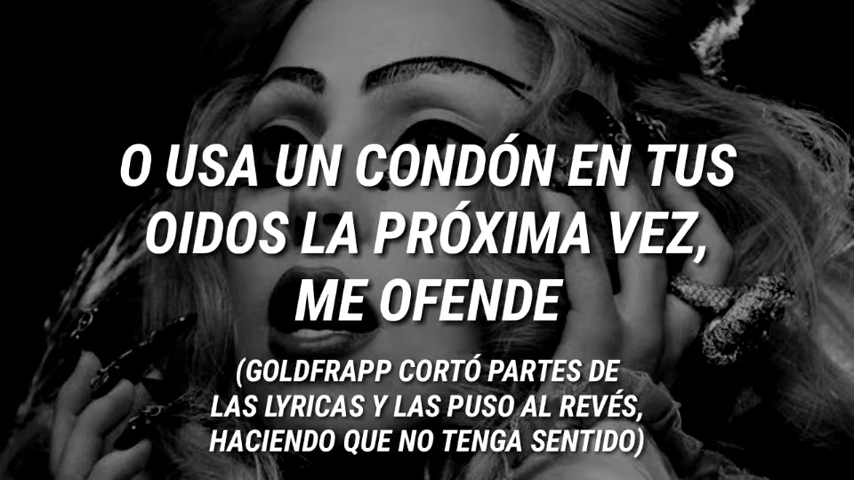 O USA UN CONDÓN EN TUS
OIDOS LA PRÓXIMA VEZ,
ME OFENDE
(GOLDFRAPP CORTÓ PARTES DE
LAS LYRICAS Y LAS PUSO AL REVÉS,
HACIENDO QUE NO TENGA SENTIDO)